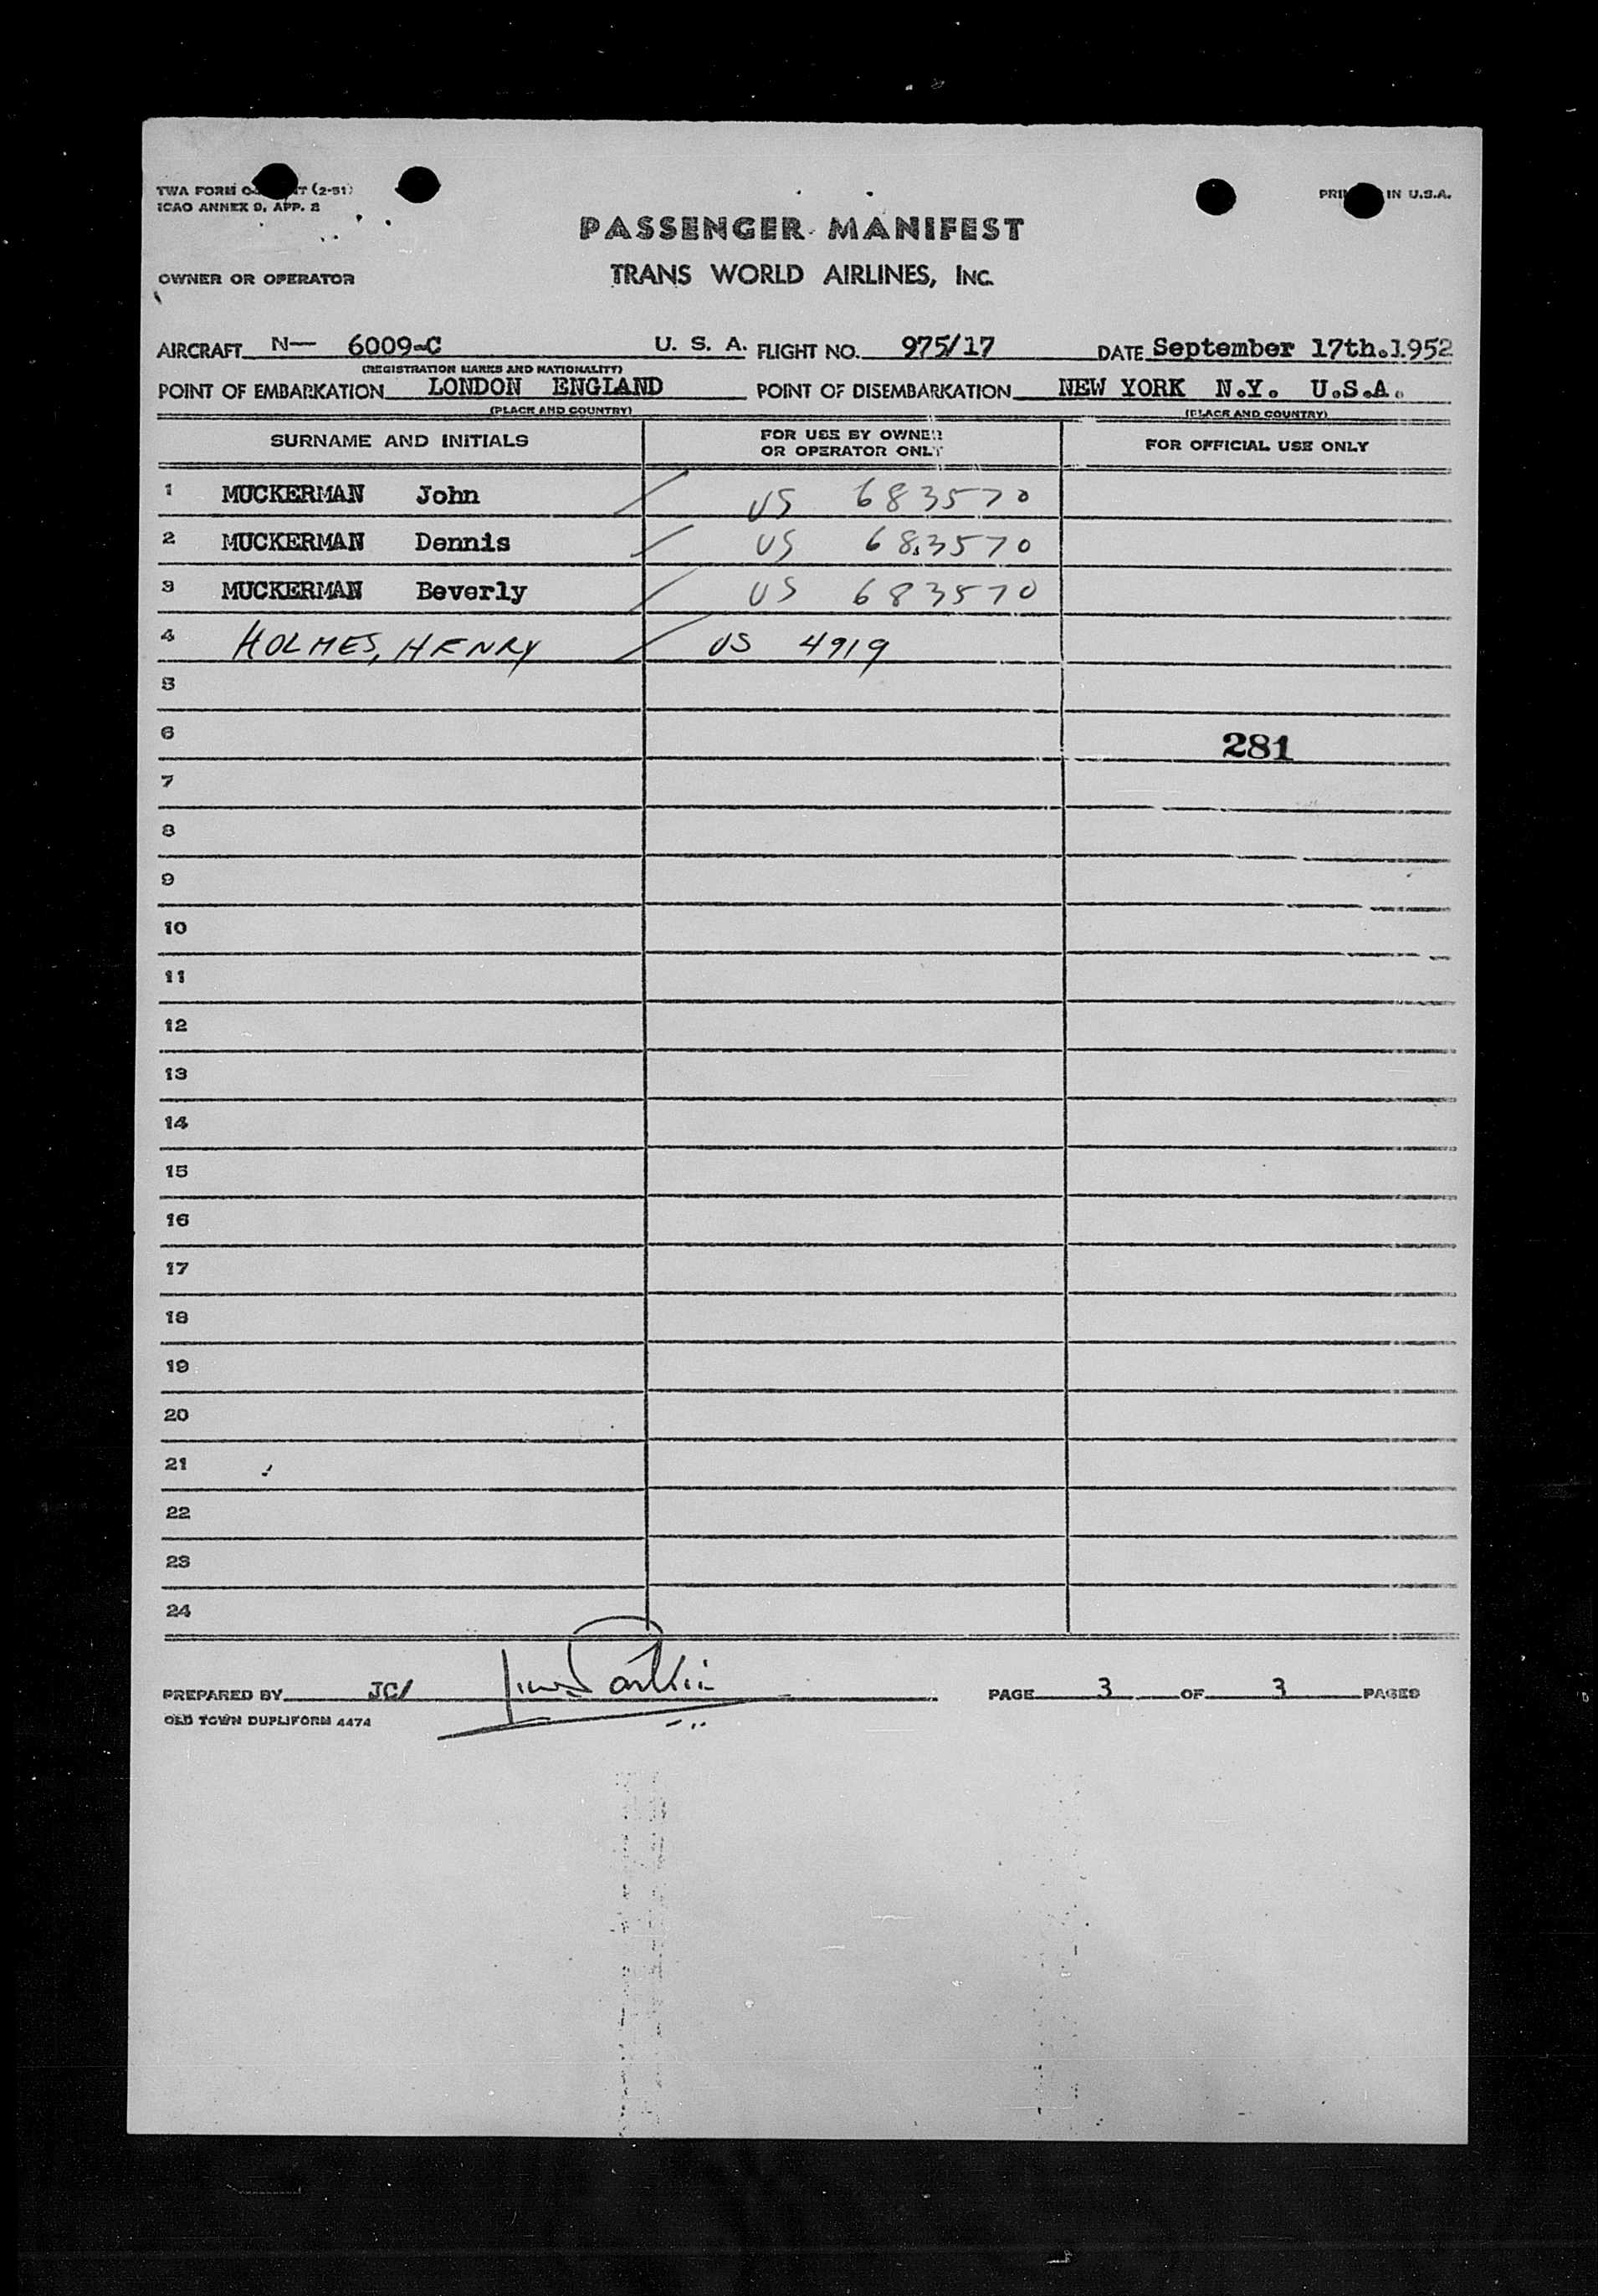 TWA FORM (2-51)
ICAO ANNEX 9, APP. 2
IN U.S.A.
PASSENGER MANIFEST
OWNER OR OPERATOR
TRANS WORLD AIRLINES, INC.
AIRCRAFT N— 6009-C U. S. A. FLIGHT NO. 975/17 DATE September 17th.1952
(REGISTRATION MARKS AND NATIONALITY)
POINT OF EMBARKATION LONDON ENGLAND POINT OF DISEMBARKATION NEW YORK N.Y. U.S.A.
(PLACE AND COUNTRY) (PLACE AND COUNTRY)
SURNAME AND INITIALS FOR USE BY OWNER OR OPERATOR ONLY FOR OFFICIAL USE ONLY
1 MUCKERMAN John US 683570
2 MUCKERMAN Dennis US 683570
3 MUCKERMAN Beverly US 683570
4 HOLMES, HENRY US 4919
5
6 281
7
8
9
10
11
12
13
14
15
16
17
18
19
20
21
22
23
24
PREPARED BY JC/ PAGE 3 OF 3 PAGES
OLD TOWN DUPLIFORM 4474